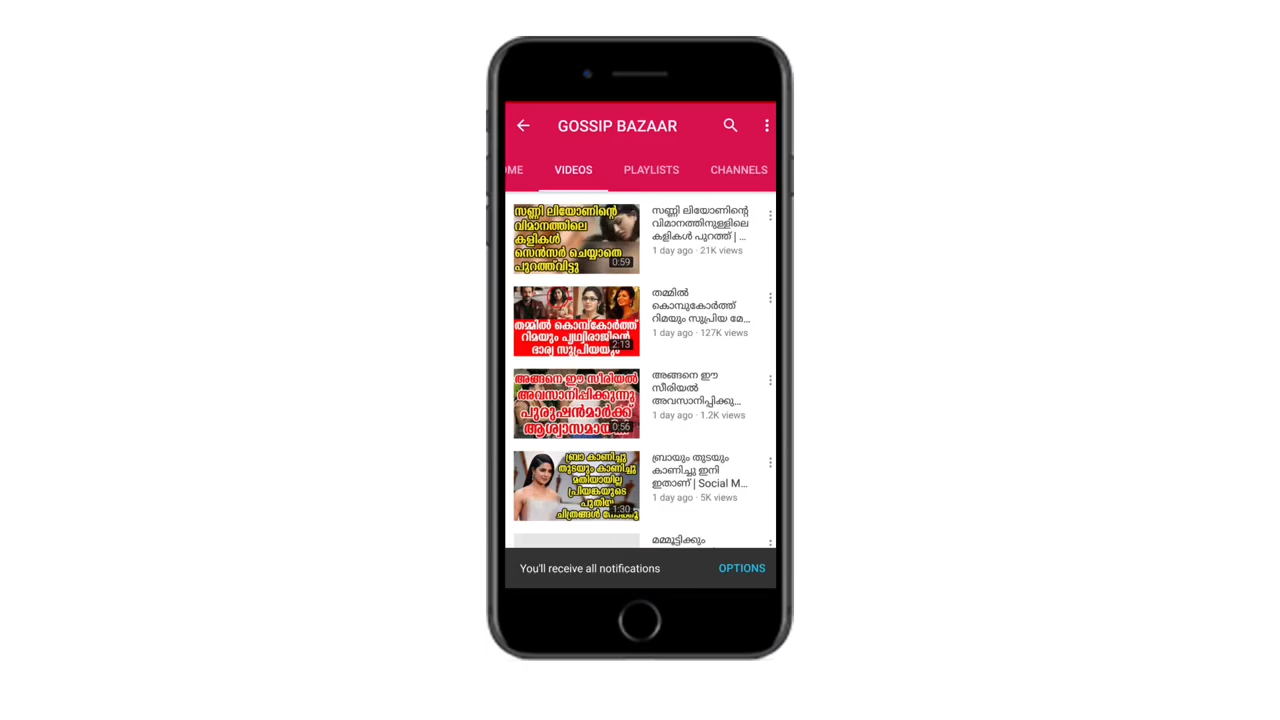 GOSSIP BAZAAR
OME VIDEOS PLAYLISTS CHANNELS
സണ്ണി ലിയോണിന്റെ
വിമാനത്തിലെ
കളികൾ
സെൻസർ ചെയ്യാതെ
പുറത്ത്‌വിട്ടു
0:59
സണ്ണി ലിയോണിന്റെ
വിമാനത്തിനുള്ളിലെ
കളികൾ പുറത്ത് | ...
1 day ago · 21K views
തമ്മിൽ കൊമ്പ്കോർത്ത്
റിമയും പൃഥ്വിരാജിന്റെ
ഭാര്യ സുപ്രിയയും
2:13
തമ്മിൽ
കൊമ്പുകോർത്ത്
റിമയും സുപ്രിയ മേ...
1 day ago · 127K views
അങ്ങനെ ഈ സീരിയൽ
അവസാനിപ്പിക്കുന്നു
പുരുഷൻമാർക്ക്
0:56
അങ്ങനെ ഈ
സീരിയൽ
അവസാനിപ്പിക്കു...
1 day ago · 1.2K views
ബ്രാ കാണിച്ചു
തുടയും കാണിച്ചു
മതിയായില്ല
പ്രിയങ്കയുടെ
പുതിയ
ചിത്രങ്ങൾ
1:30
ബ്രായും തുടയും
കാണിച്ചു ഇനി
ഇതാണ് | Social M...
1 day ago · 5K views
മമ്മൂട്ടിക്കും
You'll receive all notifications OPTIONS